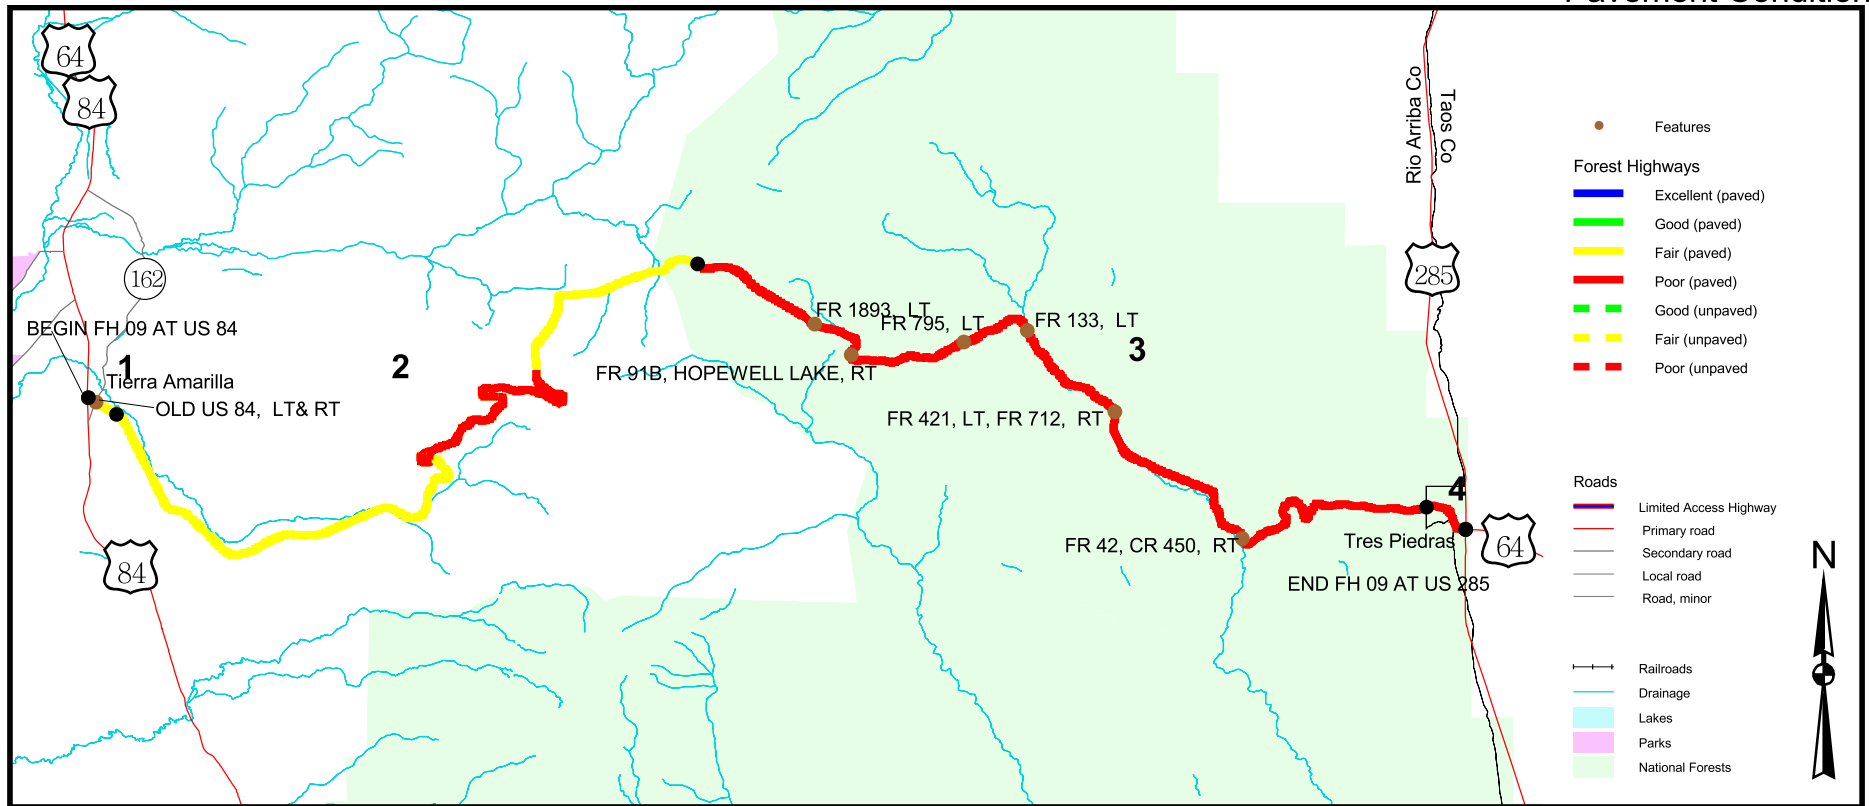 Pavement Condition
64
84
162
BEGIN FH 09 AT US 84
1
Tierra Amarilla
OLD US 84, LT& RT
2
84
FR 1893, LT
FR 795, LT
FR 133, LT
FR 91B, HOPEWELL LAKE, RT
3
FR 421, LT, FR 712, RT
FR 42, CR 450, RT
Rio Arriba Co
Taos Co
285
4
Tres Piedras
64
END FH 09 AT US 285
Features
Forest Highways
Excellent (paved)
Good (paved)
Fair (paved)
Poor (paved)
Good (unpaved)
Fair (unpaved)
Poor (unpaved
Roads
Limited Access Highway
Primary road
Secondary road
Local road
Road, minor
Railroads
Drainage
Lakes
Parks
National Forests
N